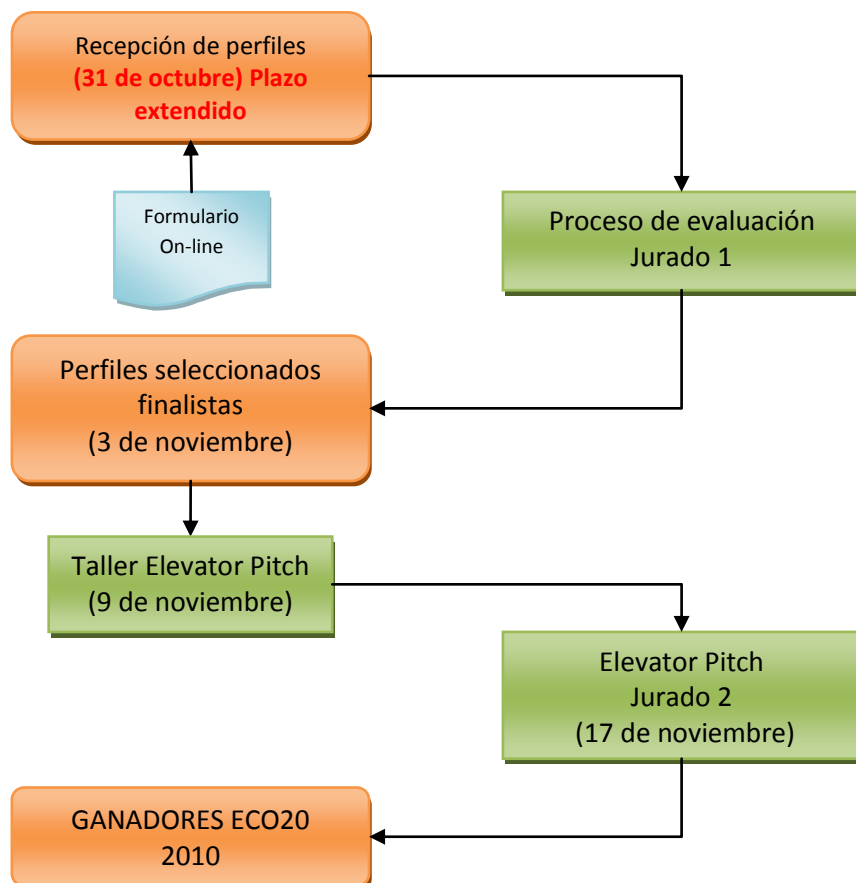 Recepción de perfiles
(31 de octubre) Plazo
extendido
Formulario
On-line
Proceso de evaluación
Jurado 1
Perfiles seleccionados
finalistas
(3 de noviembre)
Taller Elevator Pitch
(9 de noviembre)
Elevator Pitch
Jurado 2
(17 de noviembre)
GANADORES ECO20
2010